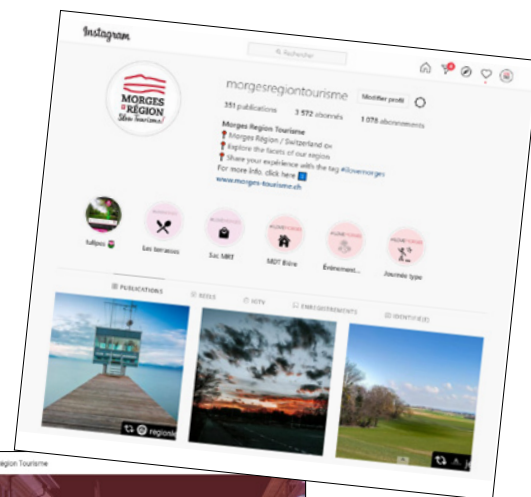 Instagram
Rechercher
MORGES
RÉGION
Slow Tourisme!
morgesregiontourisme Modifier profil
351 publications 3 572 abonnés 1 078 abonnements
Morges Region Tourisme
Morges Région / Switzerland
Explore the facets of our region
Share your expérience with the tag #ilovemorges
For more info. click here
www.morges-tourisme.ch
tulipes Les terrasses Sac MRT MDT Bière Évènement... Journée type
PUBLICATIONS REELS IGTV ENREGISTREMENTS IDENTIFIÉ(E)
région Tourisme